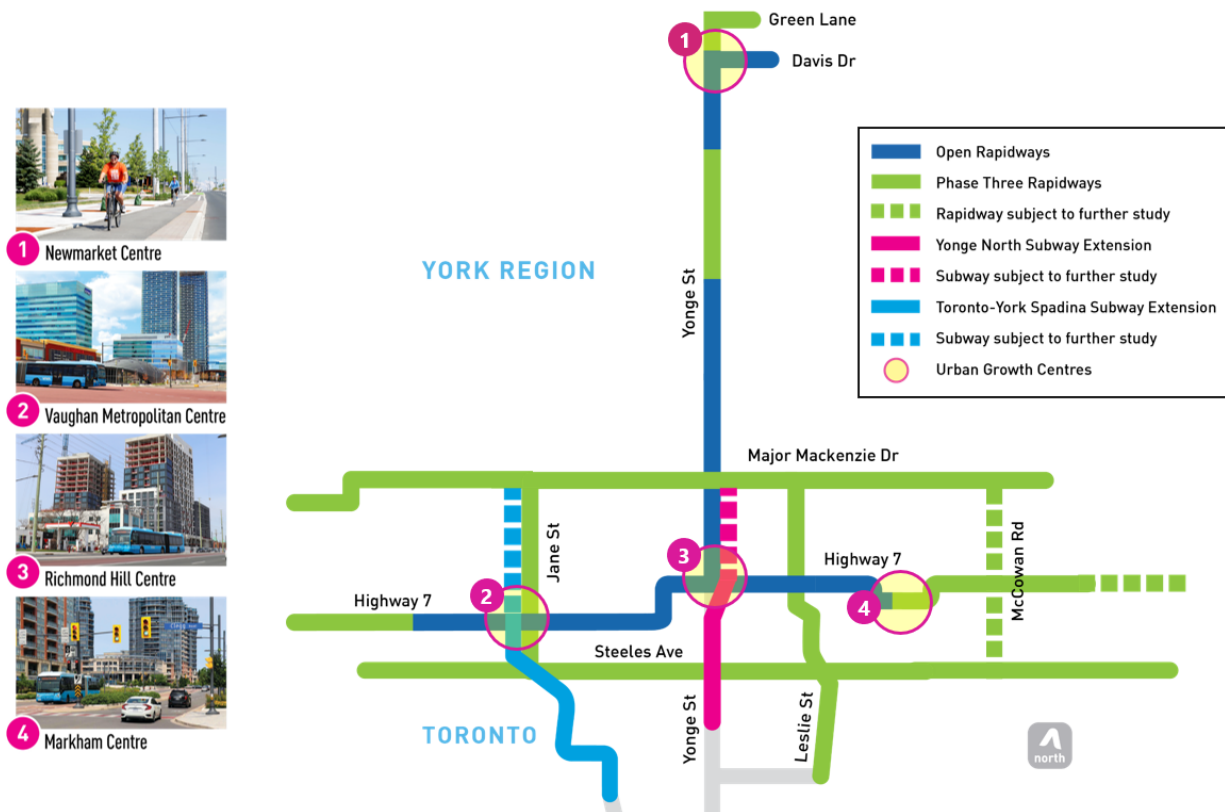 Green Lane
1
Davis Dr
1 Newmarket Centre
2 Vaughan Metropolitan Centre
3 Richmond Hill Centre
4 Markham Centre
YORK REGION
Yonge St
Open Rapidways
Phase Three Rapidways
Rapidway subject to further study
Yonge North Subway Extension
Subway subject to further study
Toronto-York Spadina Subway Extension
Subway subject to further study
Urban Growth Centres
Major Mackenzie Dr
Jane St
3
Highway 7
McCowan Rd
Highway 7
2
4
Steeles Ave
TORONTO
Yonge St
Leslie St
north